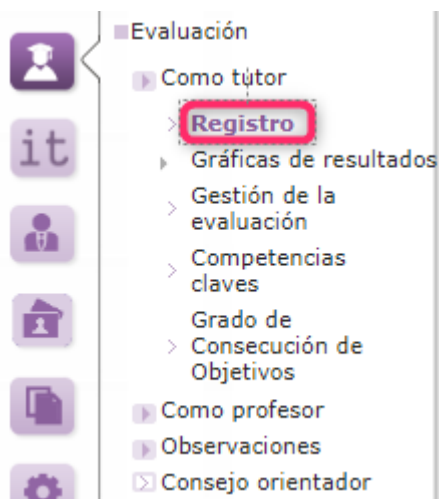 Evaluación
Como tutor
Registro
it
Gráficas de resultados
Gestión de la
evaluación
Competencias
claves
Grado de
Consecución de
Objetivos
Como profesor
Observaciones
Consejo orientador